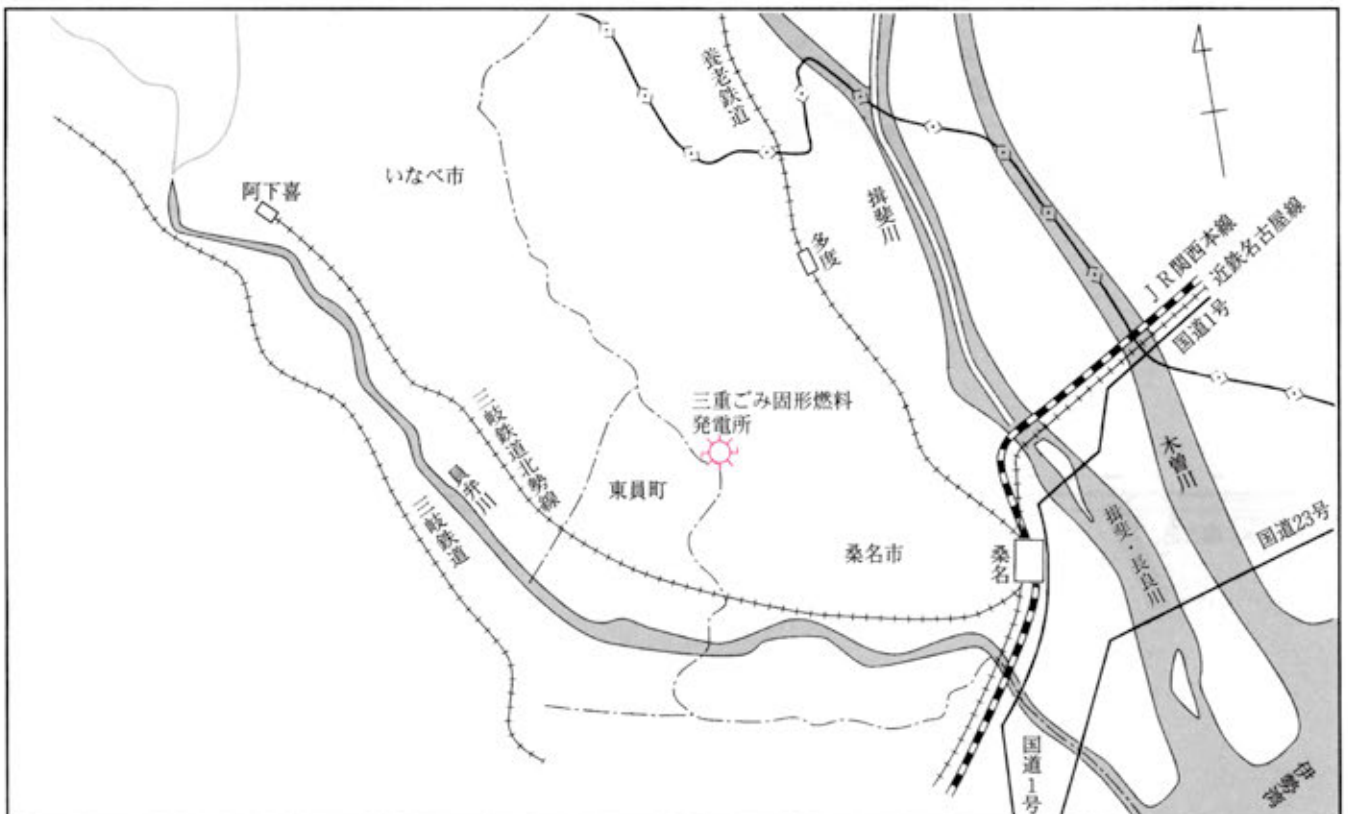 養老鉄道
いなべ市
阿下喜
揖斐川
多度
JR関西本線
近鉄名古屋線
国道1号
三重ごみ固形燃料
発電所
三岐鉄道北勢線
員弁川
三岐鉄道
東員町
桑名市
桑名
木曽川
揖斐・長良川
国道23号
国道1号
伊勢湾